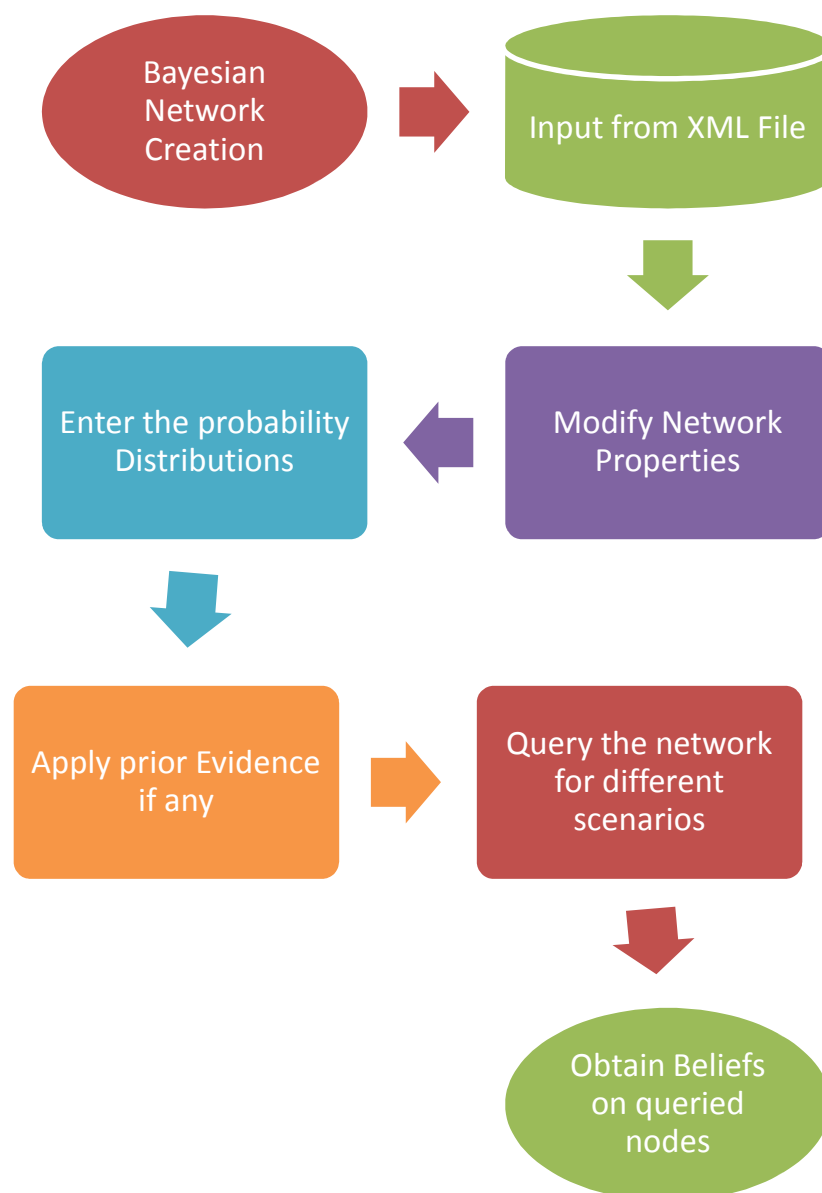 Bayesian
Network
Creation
Input from XML File
Modify Network
Properties
Enter the probability
Distributions
Apply prior Evidence
if any
Query the network
for different
scenarios
Obtain Beliefs
on queried
nodes